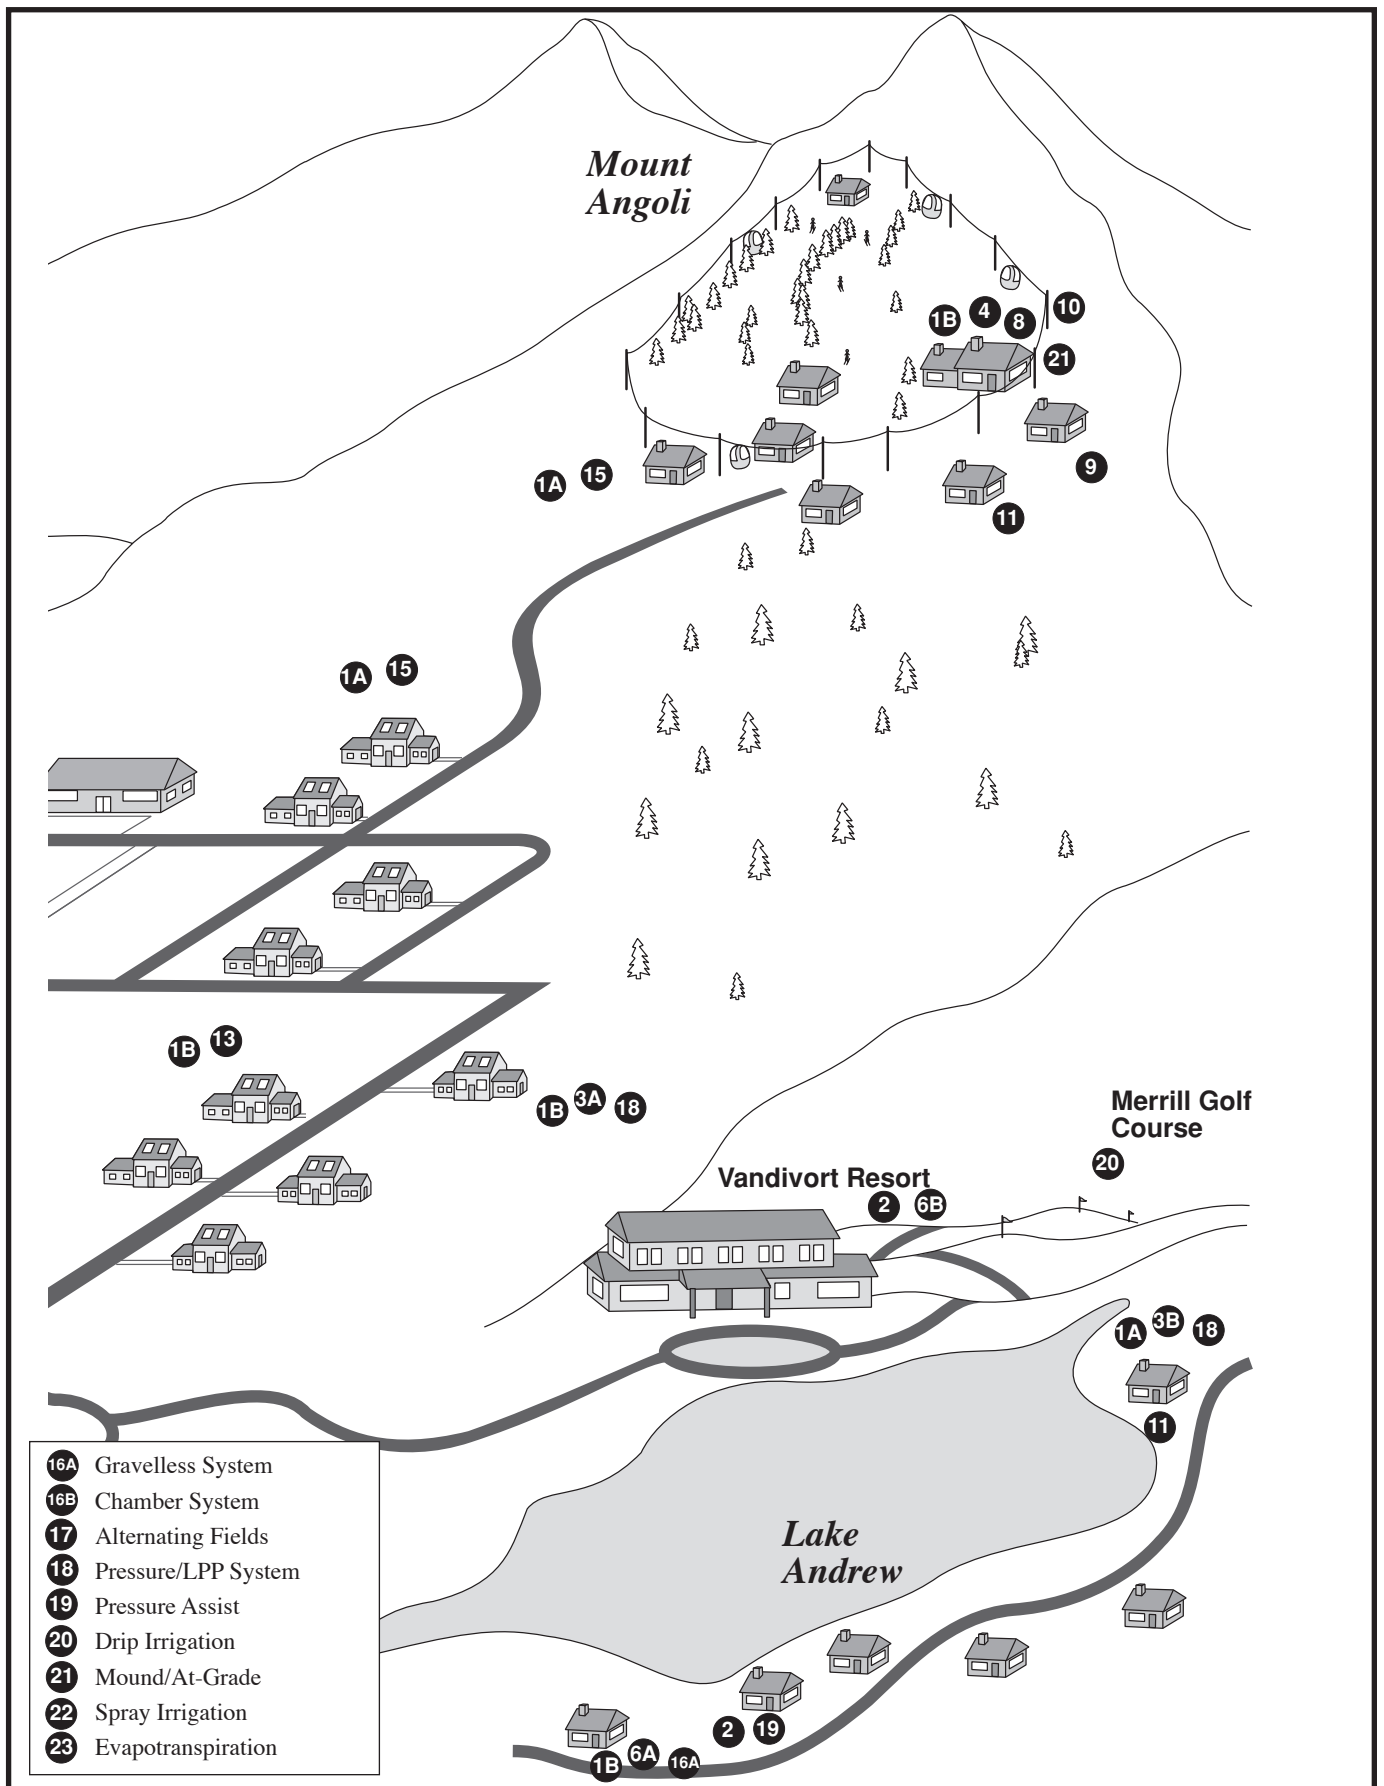 Mount
Angoli
1B
4
8
10
21
9
11
1A
15
1A
15
1B
13
1B
3A
18
Merrill Golf
Course
20
Vandivort Resort
2
6B
1A
3B
18
11
Lake
Andrew
2
19
1B
6A
16A
16A Gravelless System
16B Chamber System
17 Alternating Fields
18 Pressure/LPP System
19 Pressure Assist
20 Drip Irrigation
21 Mound/At-Grade
22 Spray Irrigation
23 Evapotranspiration